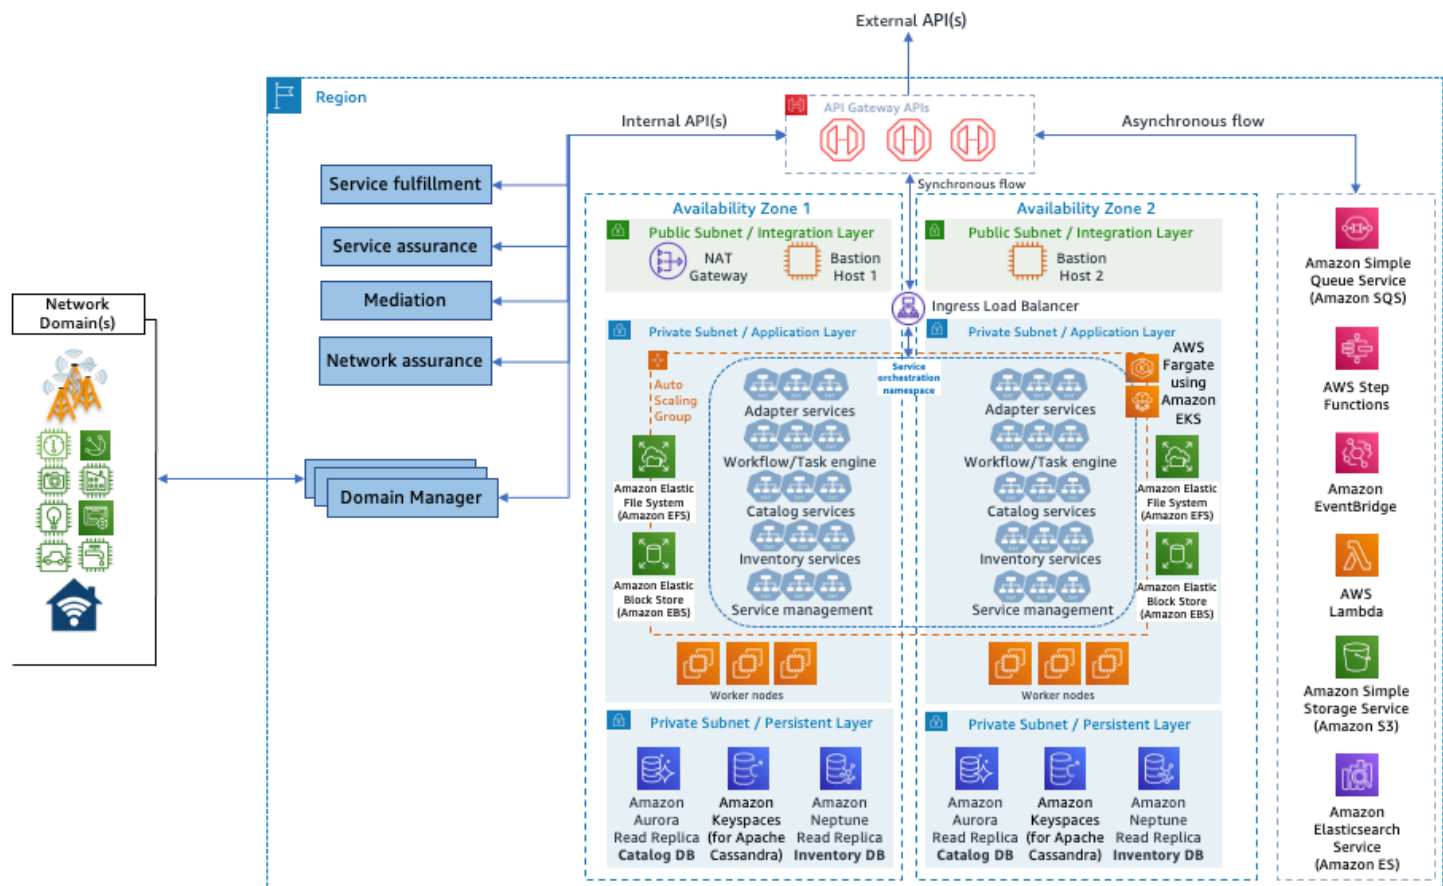 External API(s)
Region
API Gateway APIs
Internal API(s)
Asynchronous flow
Synchronous flow
Service fulfillment
Service assurance
Mediation
Network assurance
Domain Manager
Network
Domain(s)
Availability Zone 1
Public Subnet / Integration Layer
NAT
Gateway
Bastion
Host 1
Availability Zone 2
Public Subnet / Integration Layer
Bastion
Host 2
Ingress Load Balancer
Private Subnet / Application Layer
Auto
Scaling
Group
Service
orchestration
namespace
Adapter services
Workflow/Task engine
Catalog services
Inventory services
Service management
Amazon Elastic
File System
(Amazon EFS)
Amazon Elastic
Block Store
(Amazon EBS)
Worker nodes
Private Subnet / Application Layer
AWS
Fargate
using
Amazon
EKS
Adapter services
Workflow/Task engine
Catalog services
Inventory services
Service management
Amazon Elastic
File System
(Amazon EFS)
Amazon Elastic
Block Store
(Amazon EBS)
Worker nodes
Private Subnet / Persistent Layer
Amazon
Aurora
Read Replica
Catalog DB
Amazon
Keyspaces
(for Apache
Cassandra)
Amazon
Neptune
Read Replica
Inventory DB
Private Subnet / Persistent Layer
Amazon
Aurora
Read Replica
Catalog DB
Amazon
Keyspaces
(for Apache
Cassandra)
Amazon
Neptune
Read Replica
Inventory DB
Amazon Simple
Queue Service
(Amazon SQS)
AWS Step
Functions
Amazon
EventBridge
AWS
Lambda
Amazon Simple
Storage Service
(Amazon S3)
Amazon
Elasticsearch
Service
(Amazon ES)